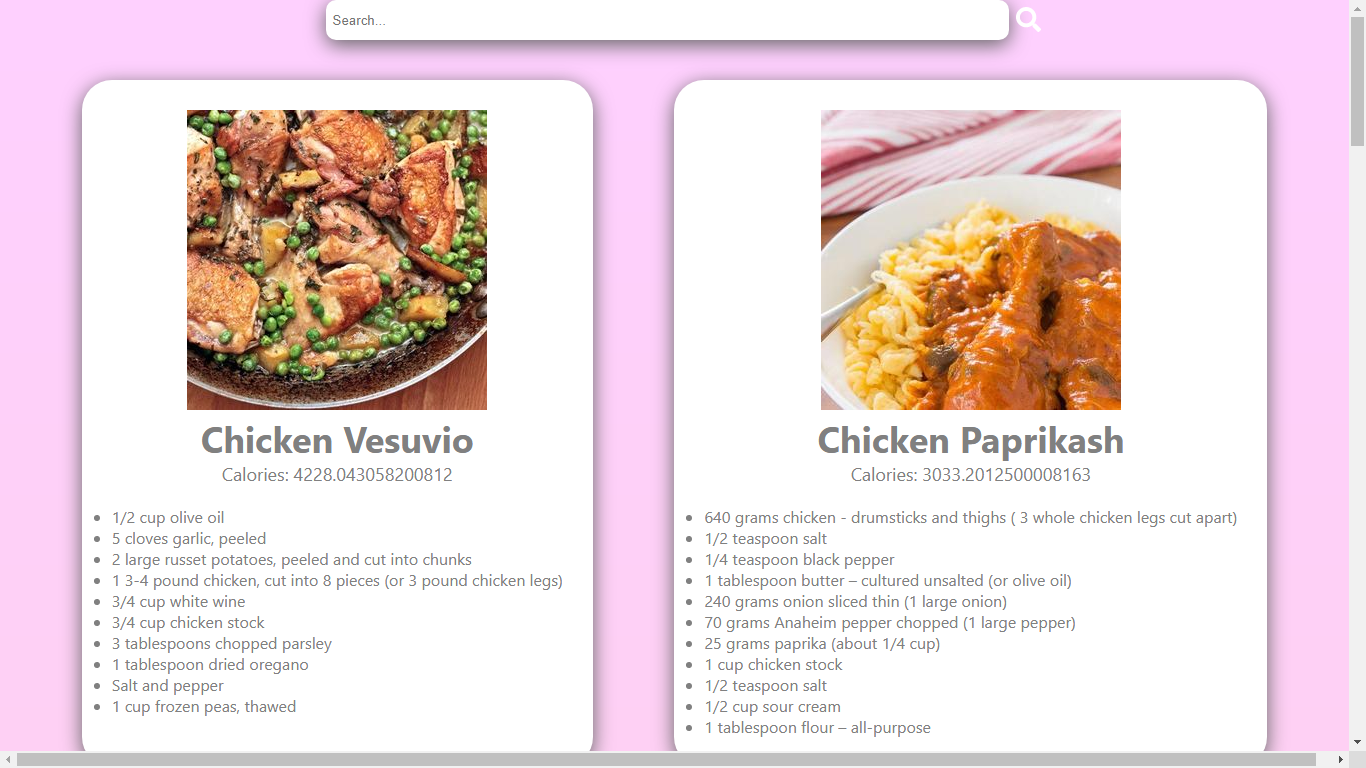 Search...
Chicken Vesuvio
Calories: 4228.043058200812
• 1/2 cup olive oil
• 5 cloves garlic, peeled
• 2 large russet potatoes, peeled and cut into chunks
• 1 3-4 pound chicken, cut into 8 pieces (or 3 pound chicken legs)
• 3/4 cup white wine
• 3/4 cup chicken stock
• 3 tablespoons chopped parsley
• 1 tablespoon dried oregano
• Salt and pepper
• 1 cup frozen peas, thawed
Chicken Paprikash
Calories: 3033.2012500008163
• 640 grams chicken - drumsticks and thighs ( 3 whole chicken legs cut apart)
• 1/2 teaspoon salt
• 1/4 teaspoon black pepper
• 1 tablespoon butter – cultured unsalted (or olive oil)
• 240 grams onion sliced thin (1 large onion)
• 70 grams Anaheim pepper chopped (1 large pepper)
• 25 grams paprika (about 1/4 cup)
• 1 cup chicken stock
• 1/2 teaspoon salt
• 1/2 cup sour cream
• 1 tablespoon flour – all-purpose